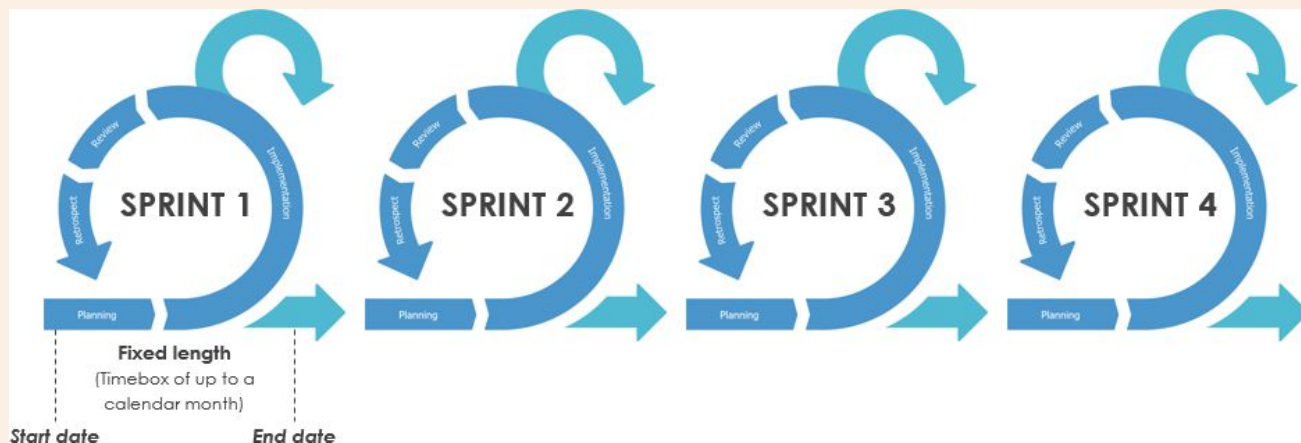 Review
Implementation
SPRINT 1
Retrospect
Planning
Review
Implementation
SPRINT 2
Retrospect
Planning
Review
Implementation
SPRINT 3
Retrospect
Planning
Review
Implementation
SPRINT 4
Retrospect
Planning
Fixed length
(Timebox of up to a
calendar month)
Start date
End date